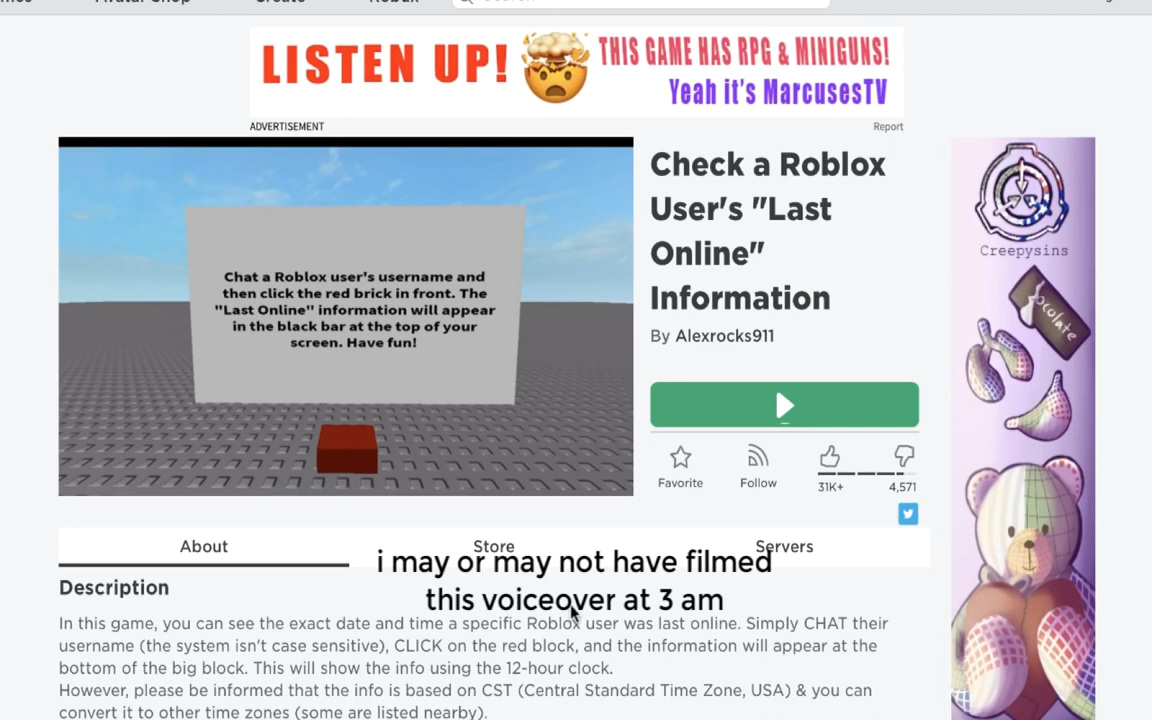 Avatar Shop
Create
Robux
Search
LISTEN UP!
THIS GAME HAS RPG & MINIGUNS!
Yeah it's MarcusesTV
ADVERTISEMENT
Report
Chat a Roblox user's username and
then click the red brick in front. The
"Last Online" information will appear
in the black bar at the top of your
screen. Have fun!
Check a Roblox
User's "Last
Online"
Information
By Alexrocks911
Favorite
Follow
31K+
4,571
Creepysins
About
Store
Servers
i may or may not have filmed
this voiceover at 3 am
Description
In this game, you can see the exact date and time a specific Roblox user was last online. Simply CHAT their
username (the system isn't case sensitive), CLICK on the red block, and the information will appear at the
bottom of the big block. This will show the info using the 12-hour clock.
However, please be informed that the info is based on CST (Central Standard Time Zone, USA) & you can
convert it to other time zones (some are listed nearby).